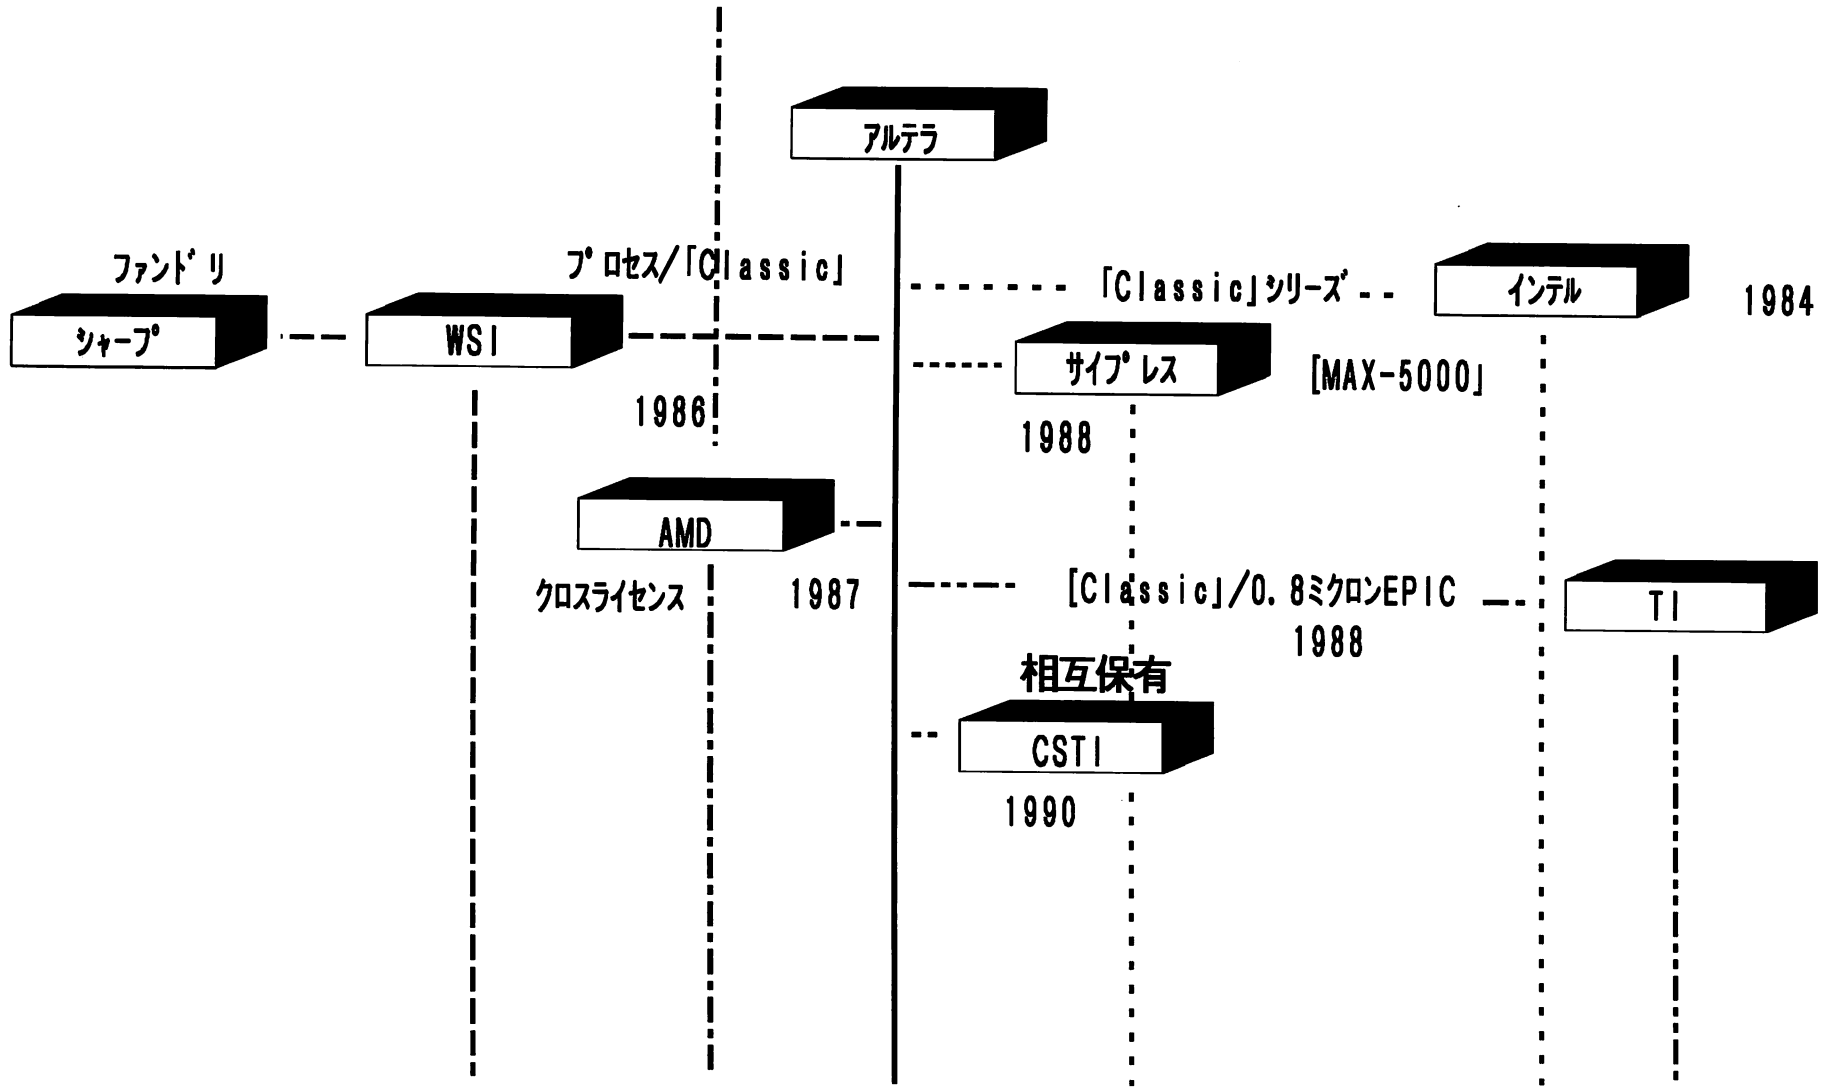 アルテラ
ファンドリ
プロセス/「Classic」
「Classic」シリーズ
インテル
1984
シャープ
WSI
サイプレス
[MAX-5000」
1986
1988
AMD
クロスライセンス
1987
[Classic」/0.8ミクロンEPIC
TI
1988
相互保有
CSTI
1990